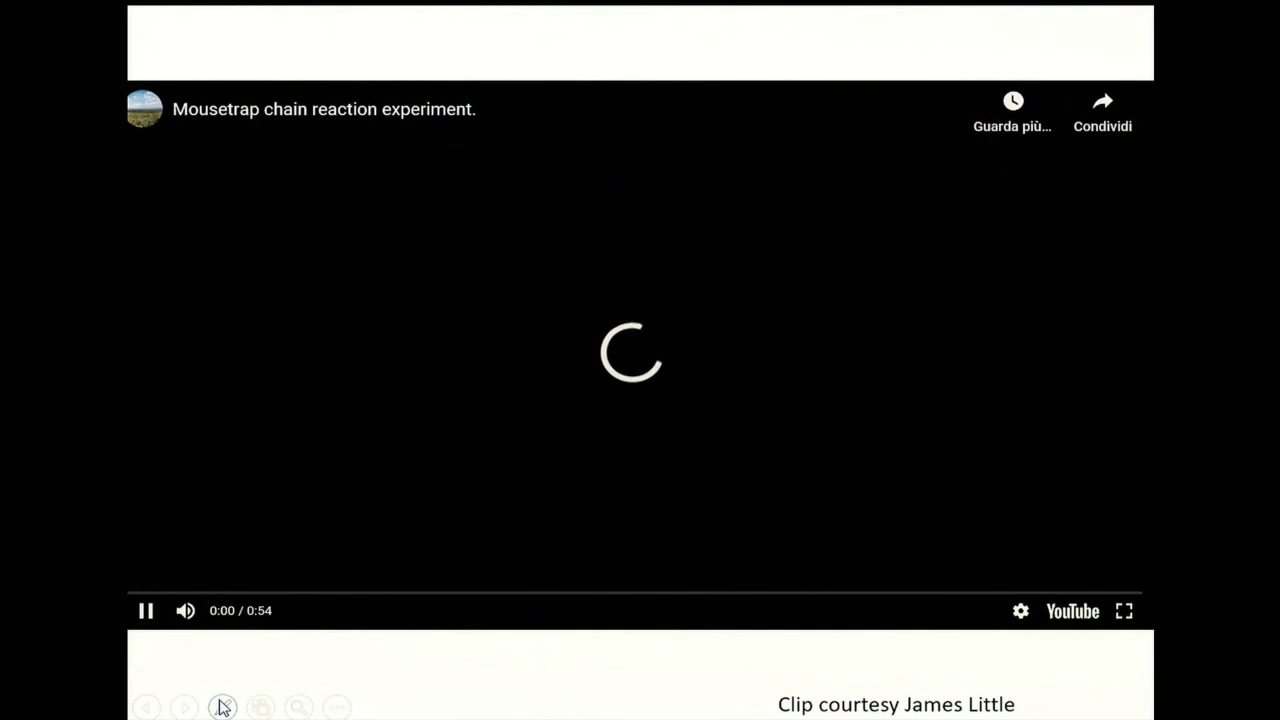 Mousetrap chain reaction experiment.
Guarda più...
Condividi
0:00 / 0:54
YouTube
Clip courtesy James Little